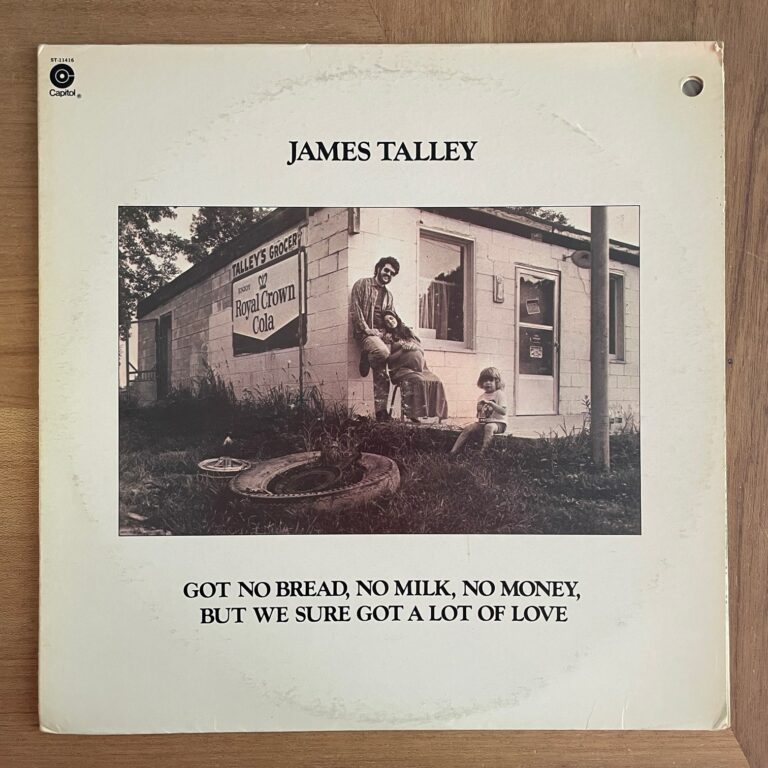 ST-11416
Capitol ®
JAMES TALLEY
TALLEY'S GROCERY
ENJOY
Royal Crown
Cola
GOT NO BREAD, NO MILK, NO MONEY,
BUT WE SURE GOT A LOT OF LOVE